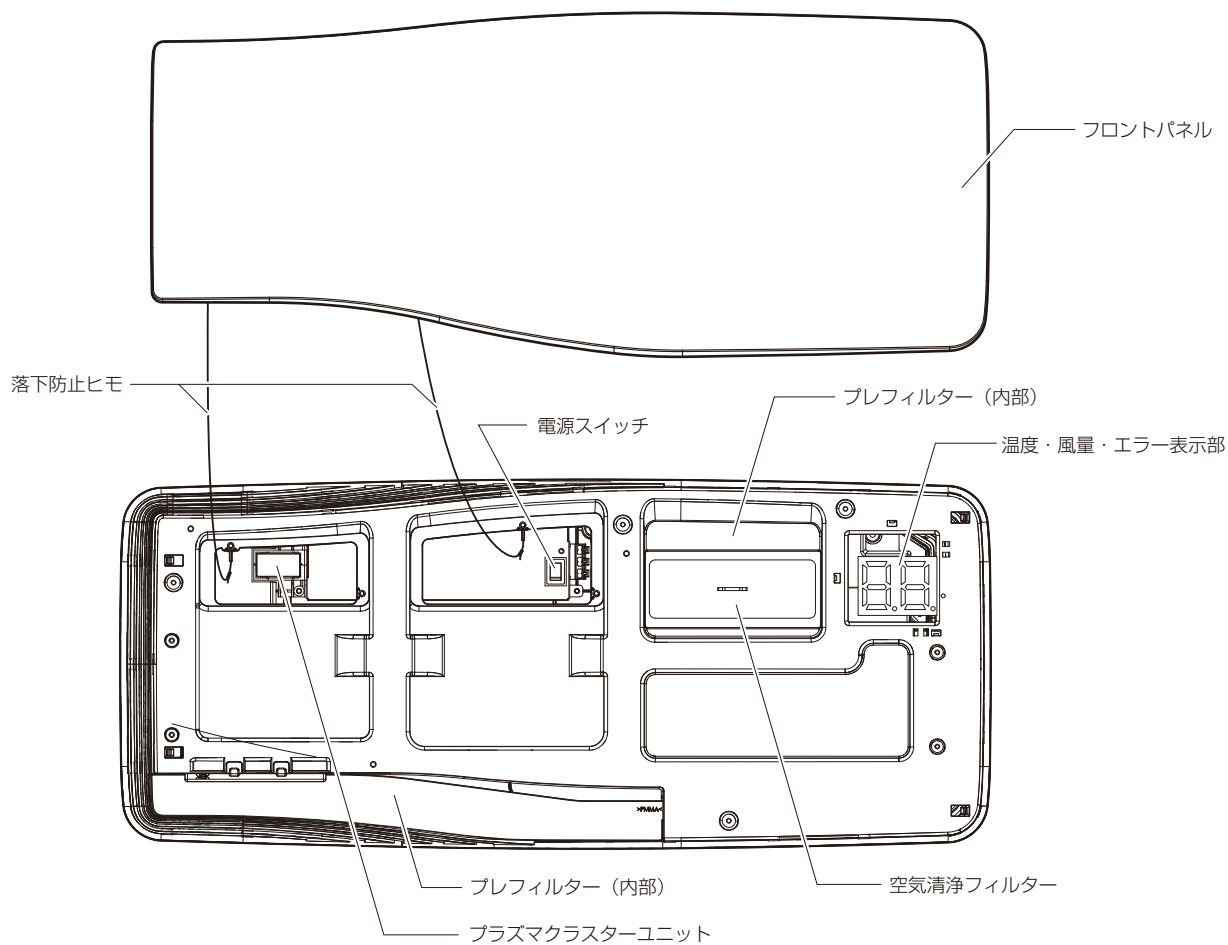 フロントパネル
落下防止ヒモ
プレフィルター（内部）
電源スイッチ
温度・風量・エラー表示部
88
>PMMA<
プレフィルター（内部）
空気清浄フィルター
プラズマクラスターユニット